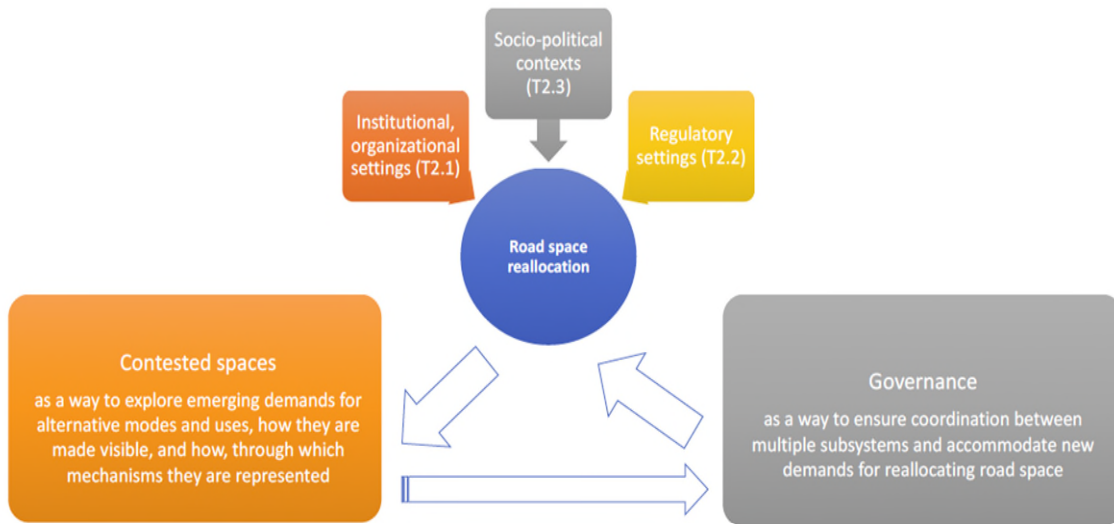 Socio-political
contexts
(T2.3)
Institutional,
organizational
settings (T2.1)
Regulatory
settings (T2.2)
Road space
reallocation
Contested spaces
as a way to explore emerging demands for
alternative modes and uses, how they are
made visible, and how, through which
mechanisms they are represented
Governance
as a way to ensure coordination between
multiple subsystems and accommodate new
demands for reallocating road space